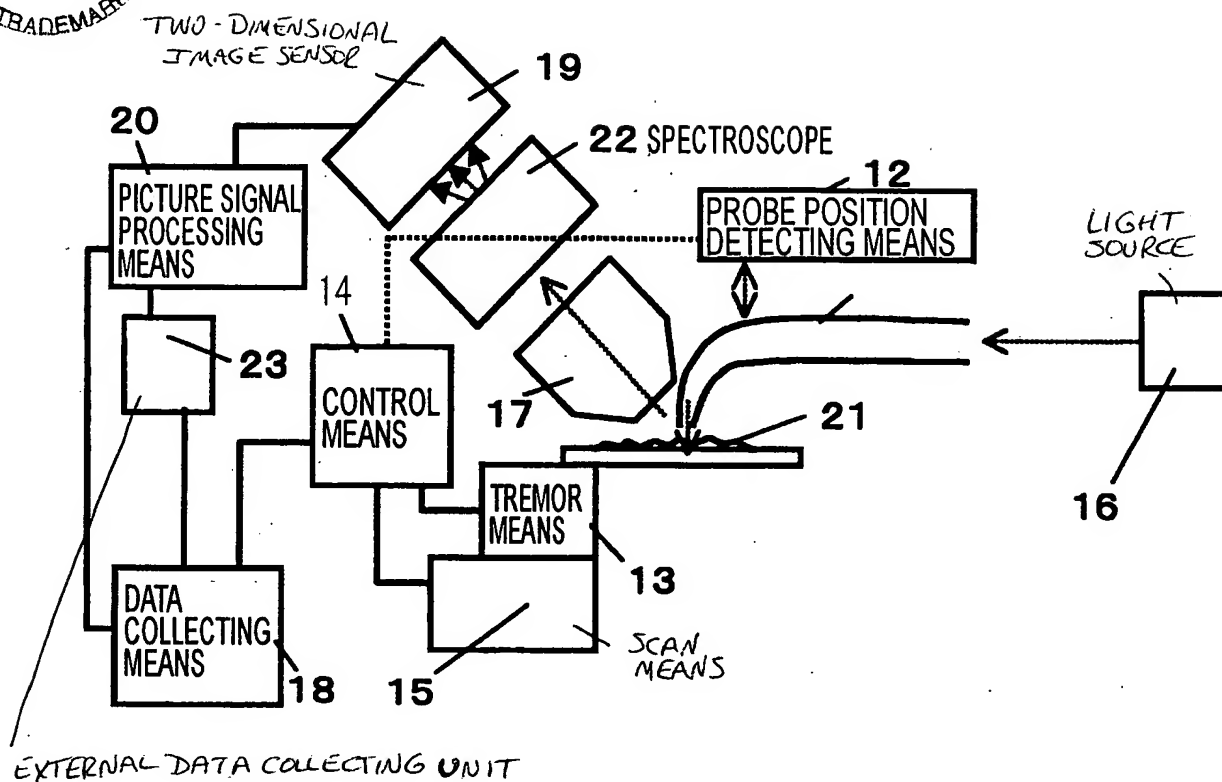 TRADEMAR
TWO-DIMENSIONAL
IMAGE SENSOR
19
20
22 SPECTROSCOPE
12
PICTURE SIGNAL
PROCESSING
MEANS
PROBE POSITION
DETECTING MEANS
LIGHT
SOURCE
14
23
CONTROL
MEANS
17
21
16
TREMOR
MEANS
13
DATA
COLLECTING
MEANS
18
15
SCAN
MEANS
EXTERNAL DATA COLLECTING UNIT